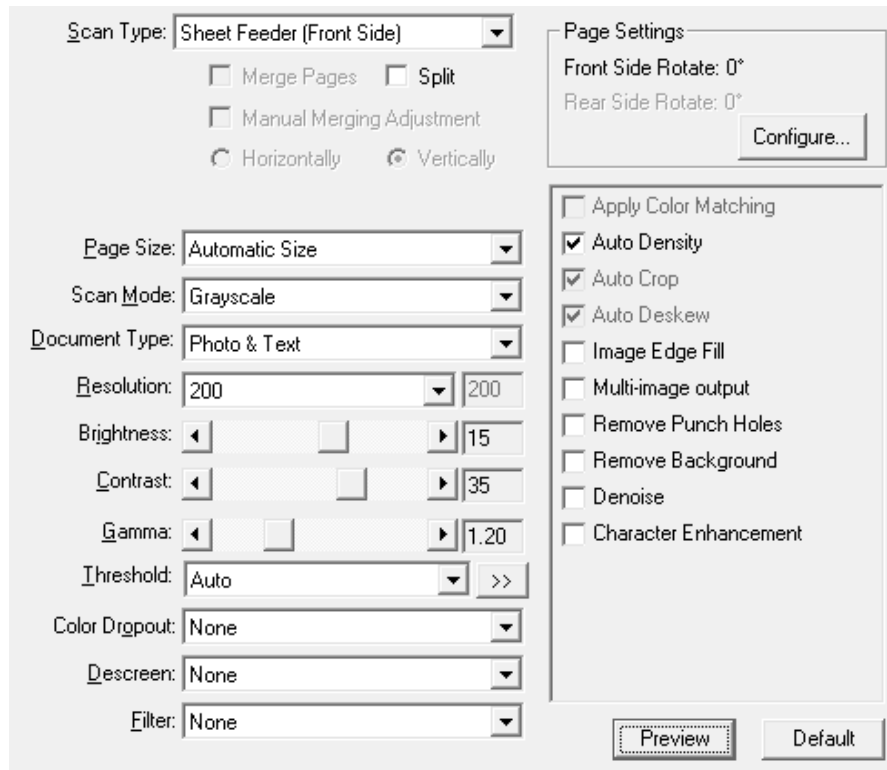 Scan Type: Sheet Feeder (Front Side)
Merge Pages Split
Manual Merging Adjustment
Horizontally Vertically
Page Size: Automatic Size
Scan Mode: Grayscale
Document Type: Photo & Text
Resolution: 200 200
Brightness: 15
Contrast: 35
Gamma: 1.20
Threshold: Auto >>
Color Dropout: None
Descreen: None
Filter: None
Page Settings
Front Side Rotate: 0°
Rear Side Rotate: 0°
Configure...
Apply Color Matching
Auto Density
Auto Crop
Auto Deskew
Image Edge Fill
Multi-image output
Remove Punch Holes
Remove Background
Denoise
Character Enhancement
Preview Default